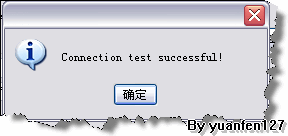 Connection test successful!
确定
By yuanfen127